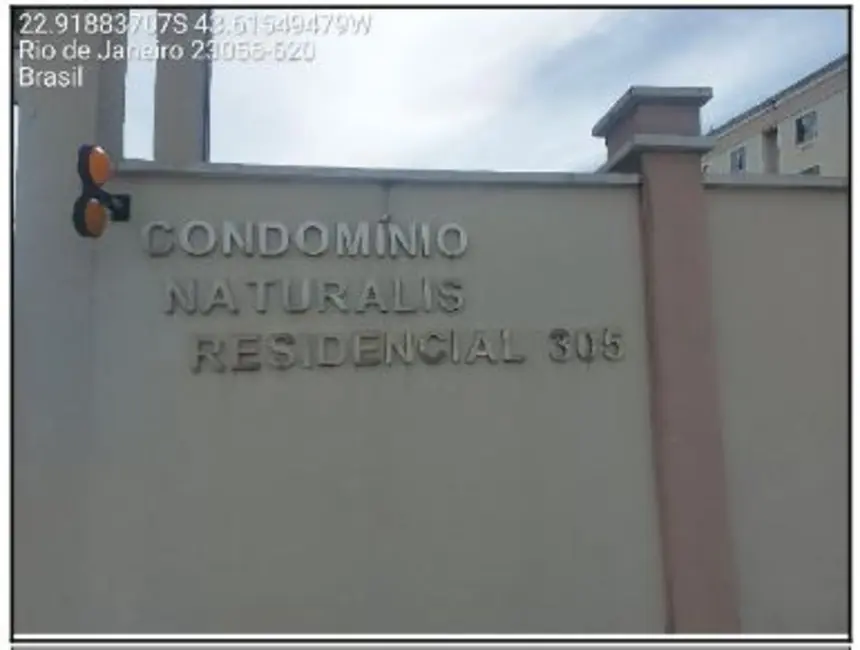 22.91883707S 43.61549479W
Rio de Janeiro 23056-620
Brasil
CONDOMÍNIO
NATURALIS
RESIDENCIAL 305